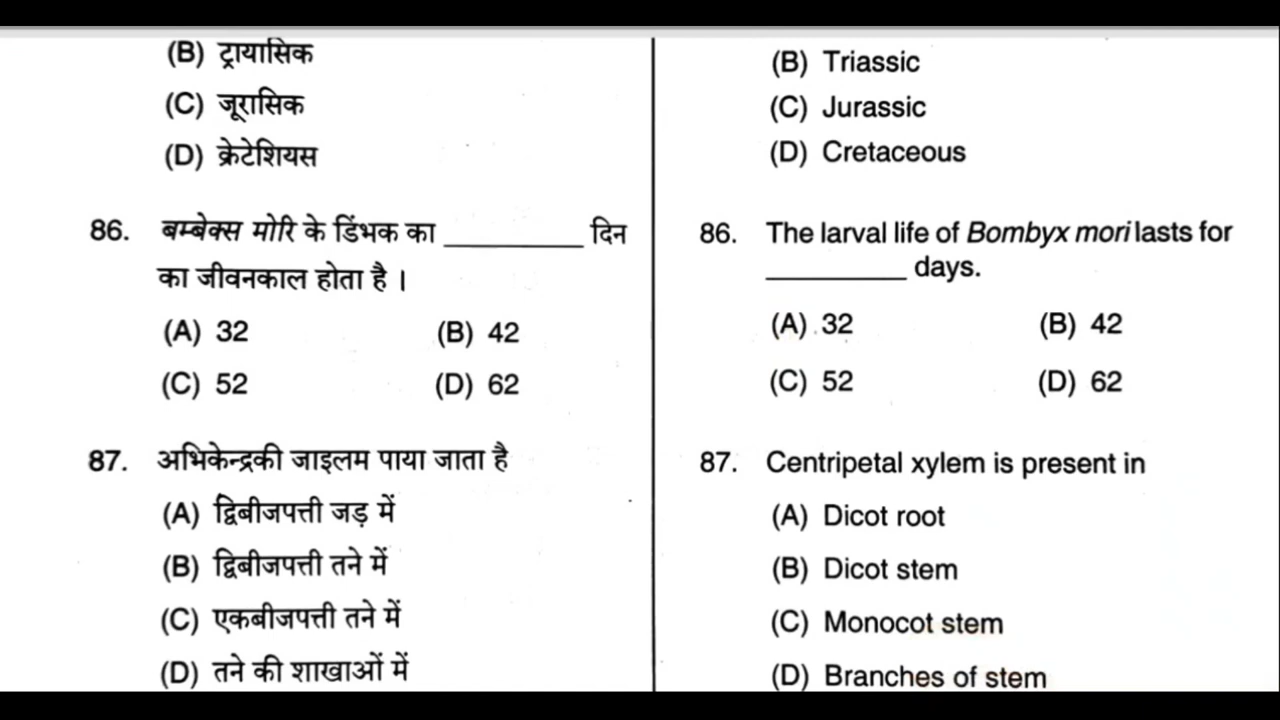 (B) ट्रायासिक
(C) जूरासिक
(D) क्रेटेशियस
86. बम्बेक्स मोरि के डिंभक का __________ दिन
का जीवनकाल होता है ।
(A) 32 (B) 42
(C) 52 (D) 62
87. अभिकेन्द्रकी जाइलम पाया जाता है
(A) द्विबीजपत्ती जड़ में
(B) द्विबीजपत्ती तने में
(C) एकबीजपत्ती तने में
(D) तने की शाखाओं में
(B) Triassic
(C) Jurassic
(D) Cretaceous
86. The larval life of Bombyx mori lasts for
__________ days.
(A) 32 (B) 42
(C) 52 (D) 62
87. Centripetal xylem is present in
(A) Dicot root
(B) Dicot stem
(C) Monocot stem
(D) Branches of stem